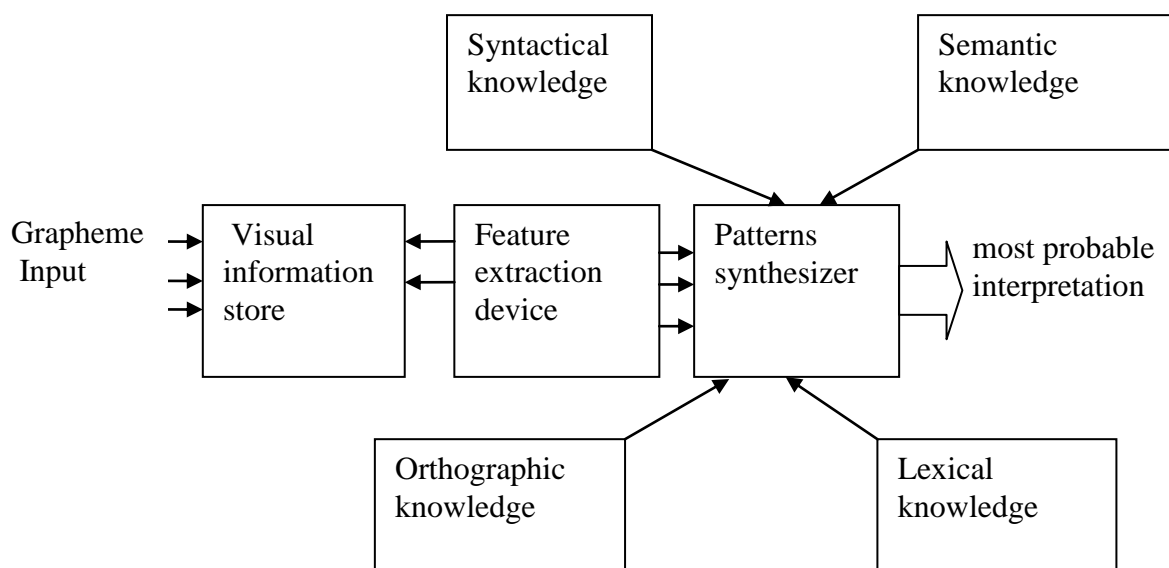 Syntactical
knowledge
Semantic
knowledge
Grapheme
Input
Visual
information
store
Feature
extraction
device
Patterns
synthesizer
most probable
interpretation
Orthographic
knowledge
Lexical
knowledge